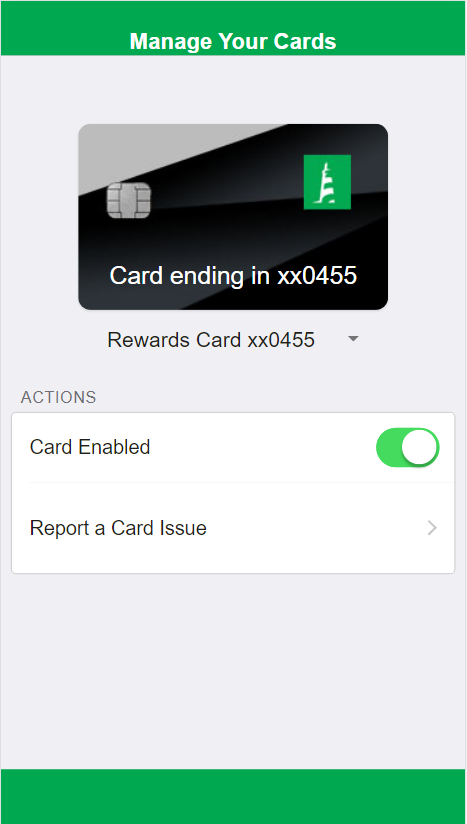 Manage Your Cards
Card ending in xx0455
Rewards Card xx0455
ACTIONS
Card Enabled
Report a Card Issue